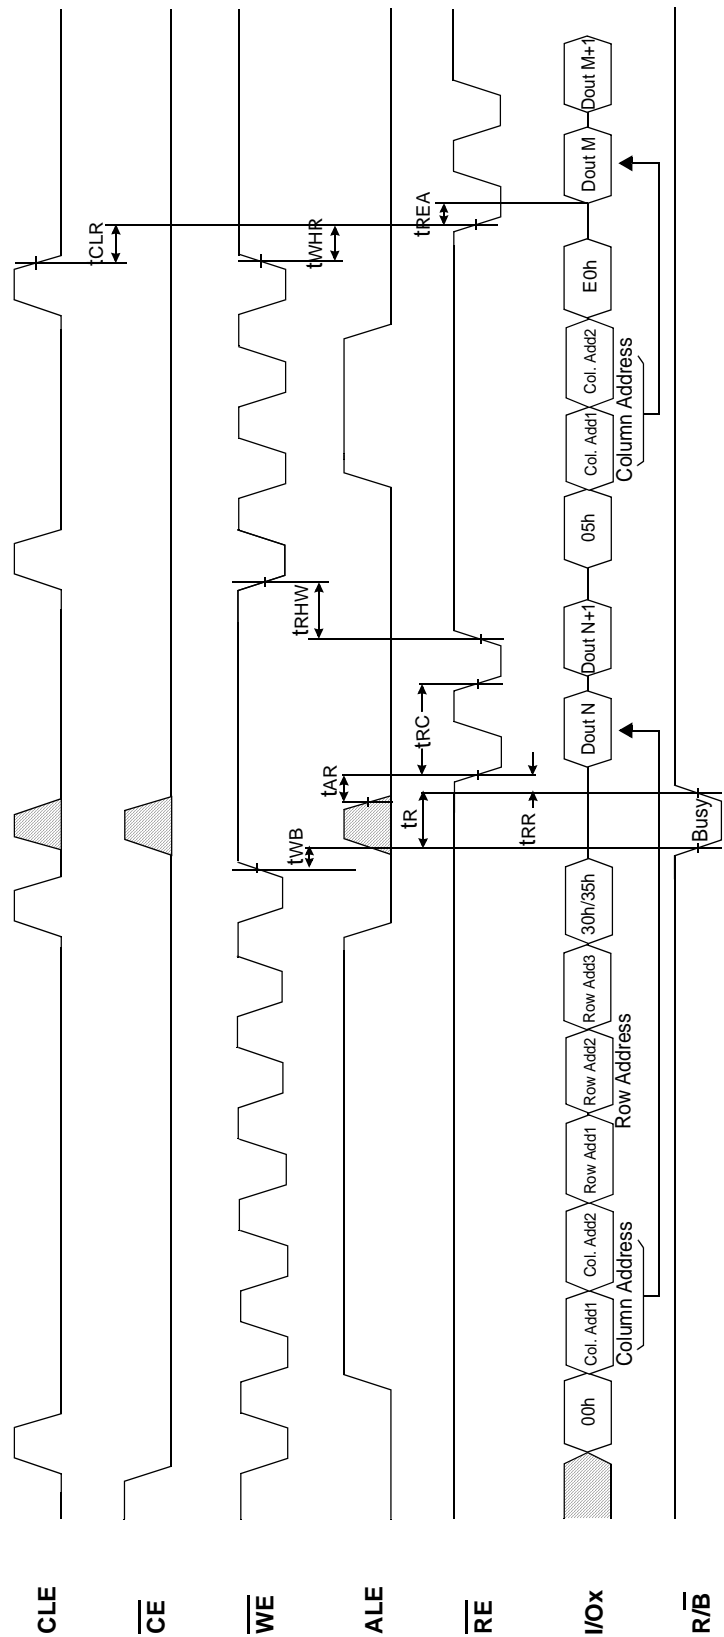 CLE
tCLR
CE
WE
tWB
tRHW
tWHR
ALE
tAR
tR
tRC
tREA
RE
tRR
I/Ox
00h
Col. Add1
Col. Add2
Row Add1
Row Add2
Row Add3
30h/35h
Dout N
Dout N+1
05h
Col. Add1
Col. Add2
E0h
Dout M
Dout M+1
Column Address
Row Address
Column Address
R/B
Busy